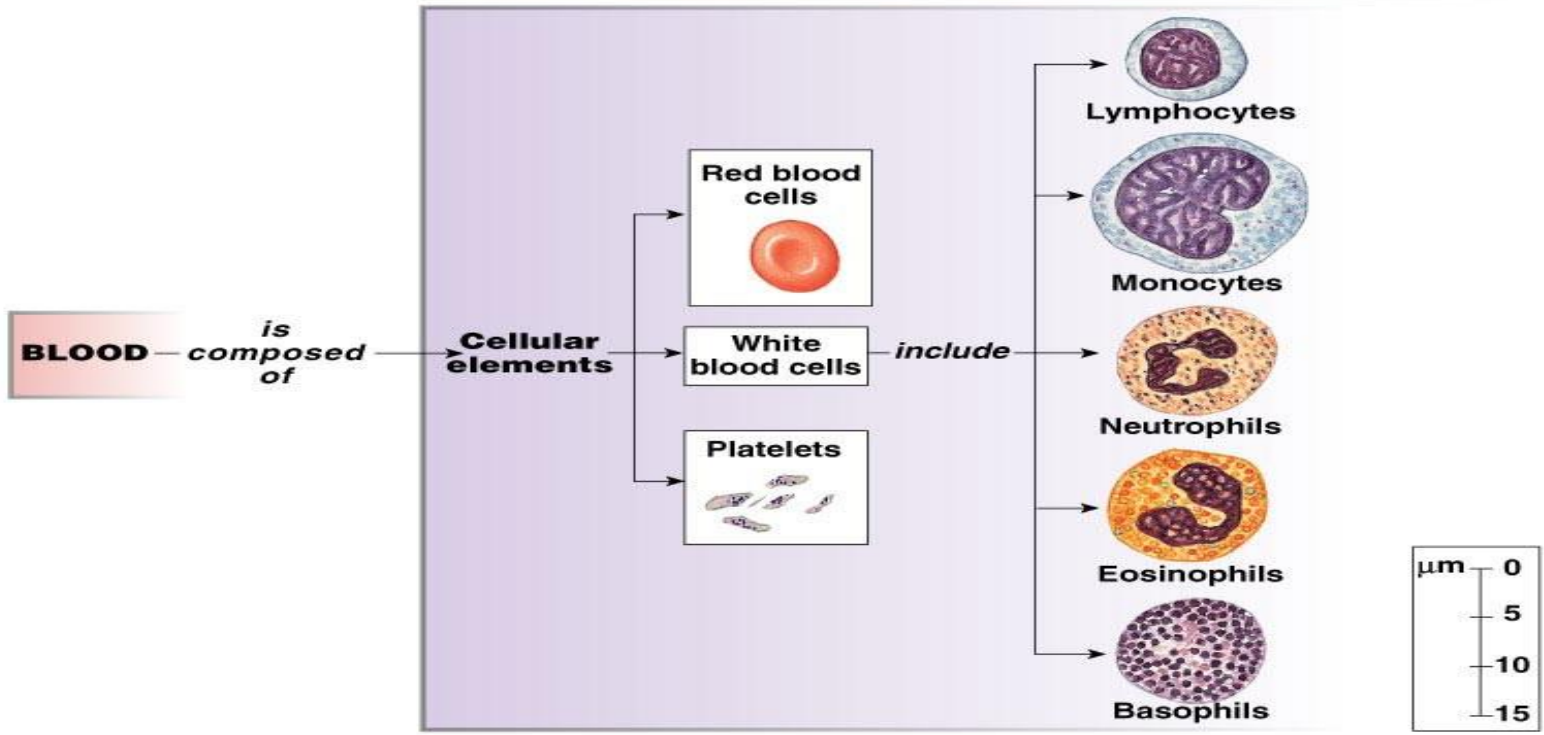 BLOOD
is
composed
of
Cellular
elements
Red blood
cells
White
blood cells
Platelets
include
Lymphocytes
Monocytes
Neutrophils
Eosinophils
Basophils
μm 0
5
10
15